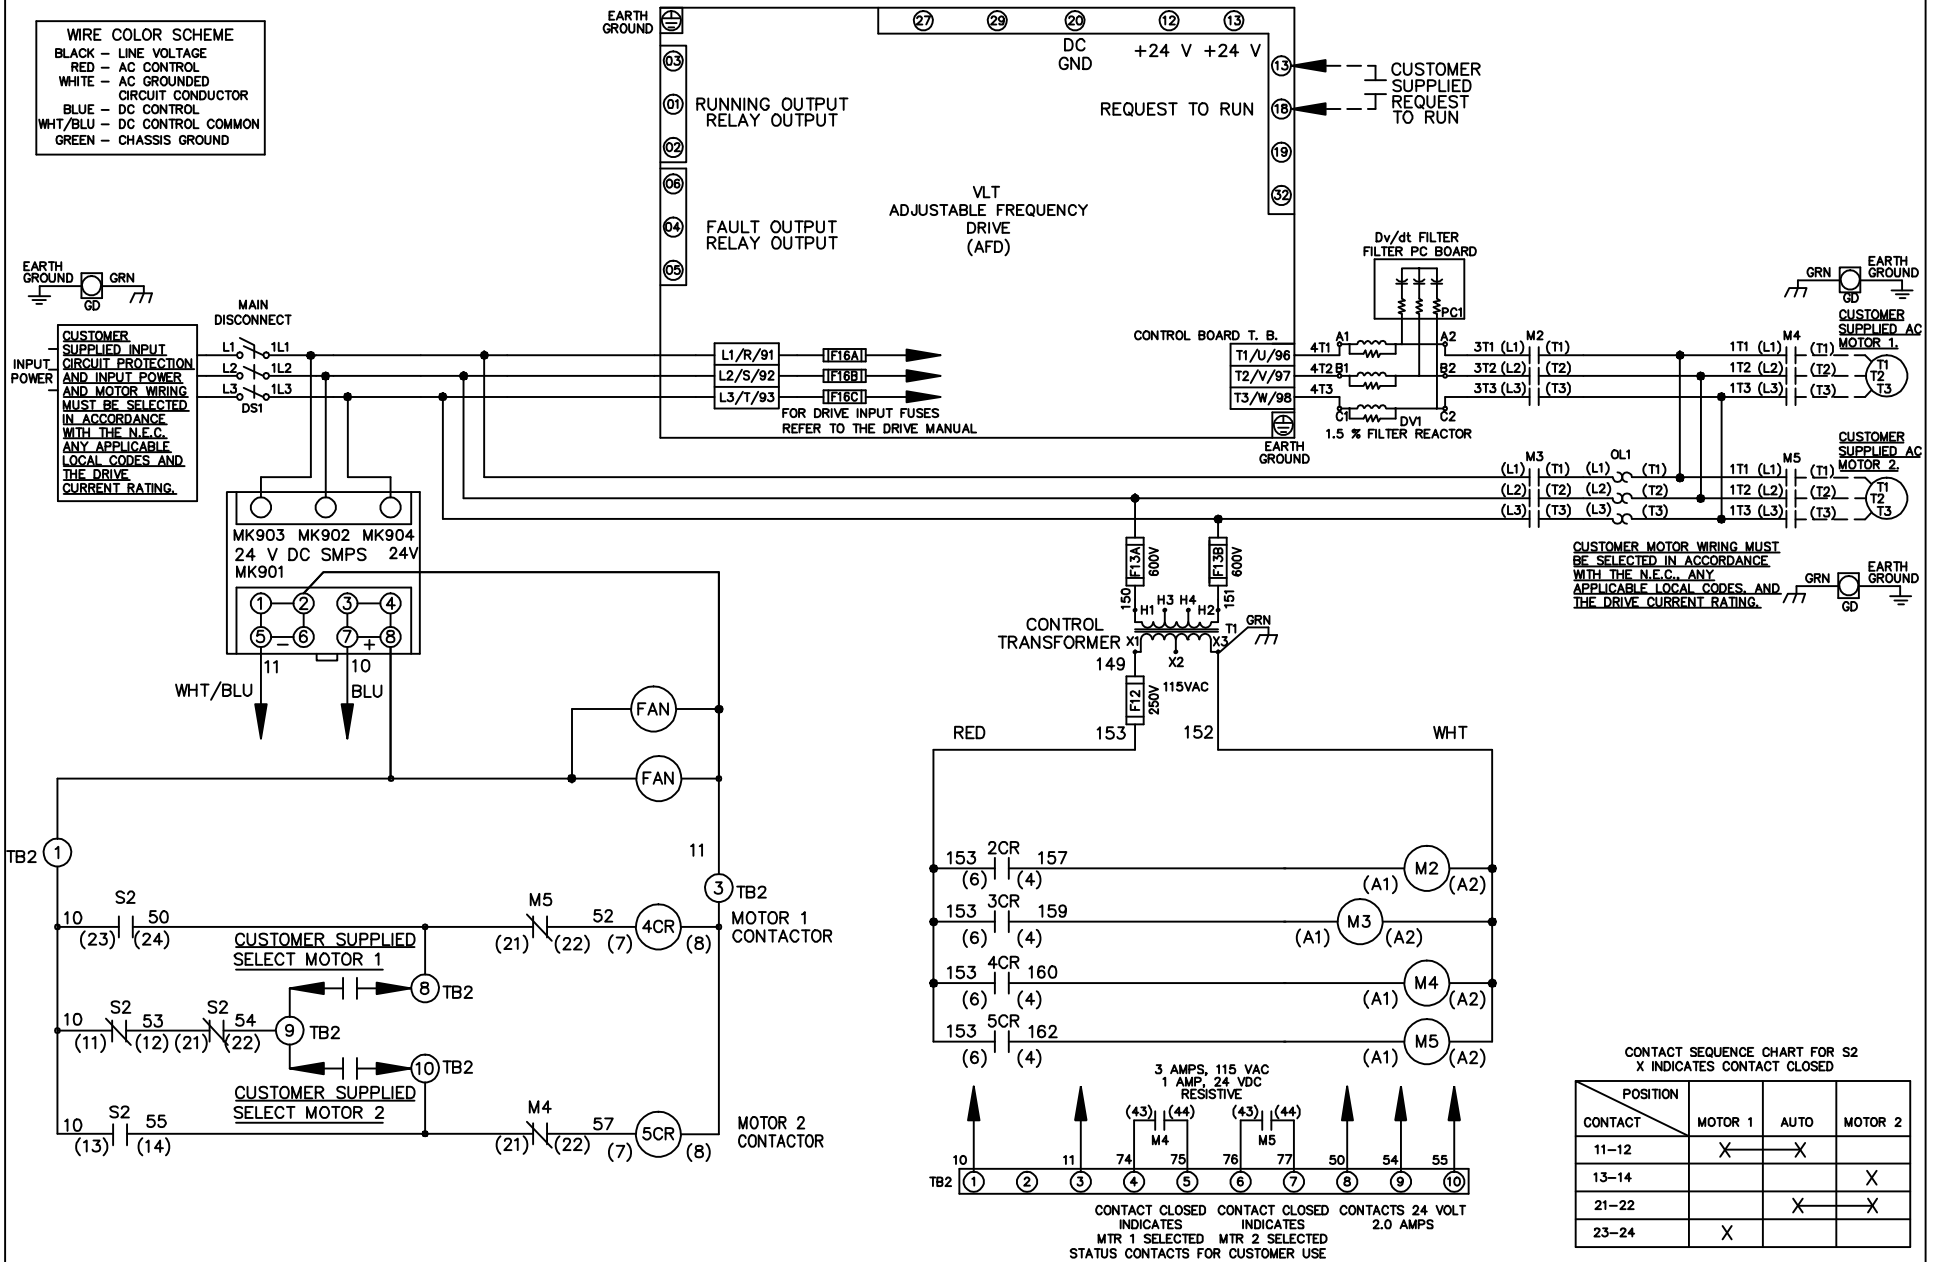 WIRE COLOR SCHEME
BLACK – LINE VOLTAGE
RED – AC CONTROL
WHITE – AC GROUNDED
CIRCUIT CONDUCTOR
BLUE – DC CONTROL
WHT/BLU – DC CONTROL COMMON
GREEN – CHASSIS GROUND
EARTH
GROUND
27 29 20 12 13
DC
GND
+24 V +24 V
03
01
02
RUNNING OUTPUT
RELAY OUTPUT
06
04
05
FAULT OUTPUT
RELAY OUTPUT
VLT
ADJUSTABLE FREQUENCY
DRIVE
(AFD)
REQUEST TO RUN
13
18
19
32
CUSTOMER
SUPPLIED
REQUEST
TO RUN
EARTH
GROUND
GRN
GD
CUSTOMER
SUPPLIED INPUT
CIRCUIT PROTECTION
AND INPUT POWER
AND MOTOR WIRING
MUST BE SELECTED
IN ACCORDANCE
WITH THE N.E.C.
ANY APPLICABLE
LOCAL CODES AND
THE DRIVE
CURRENT RATING.
INPUT
POWER
MAIN
DISCONNECT
L1 1L1
L2 1L2
L3 1L3
DS1
L1/R/91 F16A
L2/S/92 F16B
L3/T/93 F16C
FOR DRIVE INPUT FUSES
REFER TO THE DRIVE MANUAL
CONTROL BOARD T. B.
T1/U/96
T2/V/97
T3/W/98
EARTH
GROUND
Dv/dt FILTER
FILTER PC BOARD
PC1
4T1 A1 A2
4T2 B1 B2
4T3 C1 C2
DV1
1.5 % FILTER REACTOR
M2
3T1 (L1) (T1)
3T2 (L2) (T2)
3T3 (L3) (T3)
GRN
GD
EARTH
GROUND
CUSTOMER
SUPPLIED AC
MOTOR 1.
M4
1T1 (L1) (T1)
1T2 (L2) (T2)
1T3 (L3) (T3)
T1
T2
T3
M3 OL1
(L1) (T1) (L1) (T1)
(L2) (T2) (L2) (T2)
(L3) (T3) (L3) (T3)
CUSTOMER
SUPPLIED AC
MOTOR 2.
M5
1T1 (L1) (T1)
1T2 (L2) (T2)
1T3 (L3) (T3)
T1
T2
T3
CUSTOMER MOTOR WIRING MUST
BE SELECTED IN ACCORDANCE
WITH THE N.E.C., ANY
APPLICABLE LOCAL CODES, AND
THE DRIVE CURRENT RATING.
GRN
GD
EARTH
GROUND
MK903 MK902 MK904
24 V DC SMPS 24V
MK901
1 2 3 4
5 – 6 7 + 8
11 10
WHT/BLU BLU
FAN
FAN
TB2 1
11
3 TB2
S2
10 50
(23) (24)
M5
52
(21) (22) (7) 4CR (8)
MOTOR 1
CONTACTOR
CUSTOMER SUPPLIED
SELECT MOTOR 1
8 TB2
S2 S2
10 53 54
(11) (12) (21) (22)
9 TB2
10 TB2
CUSTOMER SUPPLIED
SELECT MOTOR 2
S2
10 55
(13) (14)
M4
57
(21) (22) (7) 5CR (8)
MOTOR 2
CONTACTOR
F13A 600V
F13B 600V
150 151
H1 H3 H4 H2
CONTROL
TRANSFORMER
T1
X1 X2 X3
GRN
149
F12 250V
115VAC
153 152
RED WHT
153 2CR 157
(6) (4)
(A1) M2 (A2)
153 3CR 159
(6) (4)
(A1) M3 (A2)
153 4CR 160
(6) (4)
(A1) M4 (A2)
153 5CR 162
(6) (4)
(A1) M5 (A2)
3 AMPS, 115 VAC
1 AMP, 24 VDC
RESISTIVE
(43) (44) (43) (44)
M4 M5
10 11 74 75 76 77 50 54 55
TB2 1 2 3 4 5 6 7 8 9 10
CONTACT CLOSED
INDICATES
MTR 1 SELECTED
CONTACT CLOSED
INDICATES
MTR 2 SELECTED
STATUS CONTACTS FOR CUSTOMER USE
CONTACTS 24 VOLT
2.0 AMPS
CONTACT SEQUENCE CHART FOR S2
X INDICATES CONTACT CLOSED
POSITION
CONTACT MOTOR 1 AUTO MOTOR 2
11–12 X X
13–14 X
21–22 X X
23–24 X